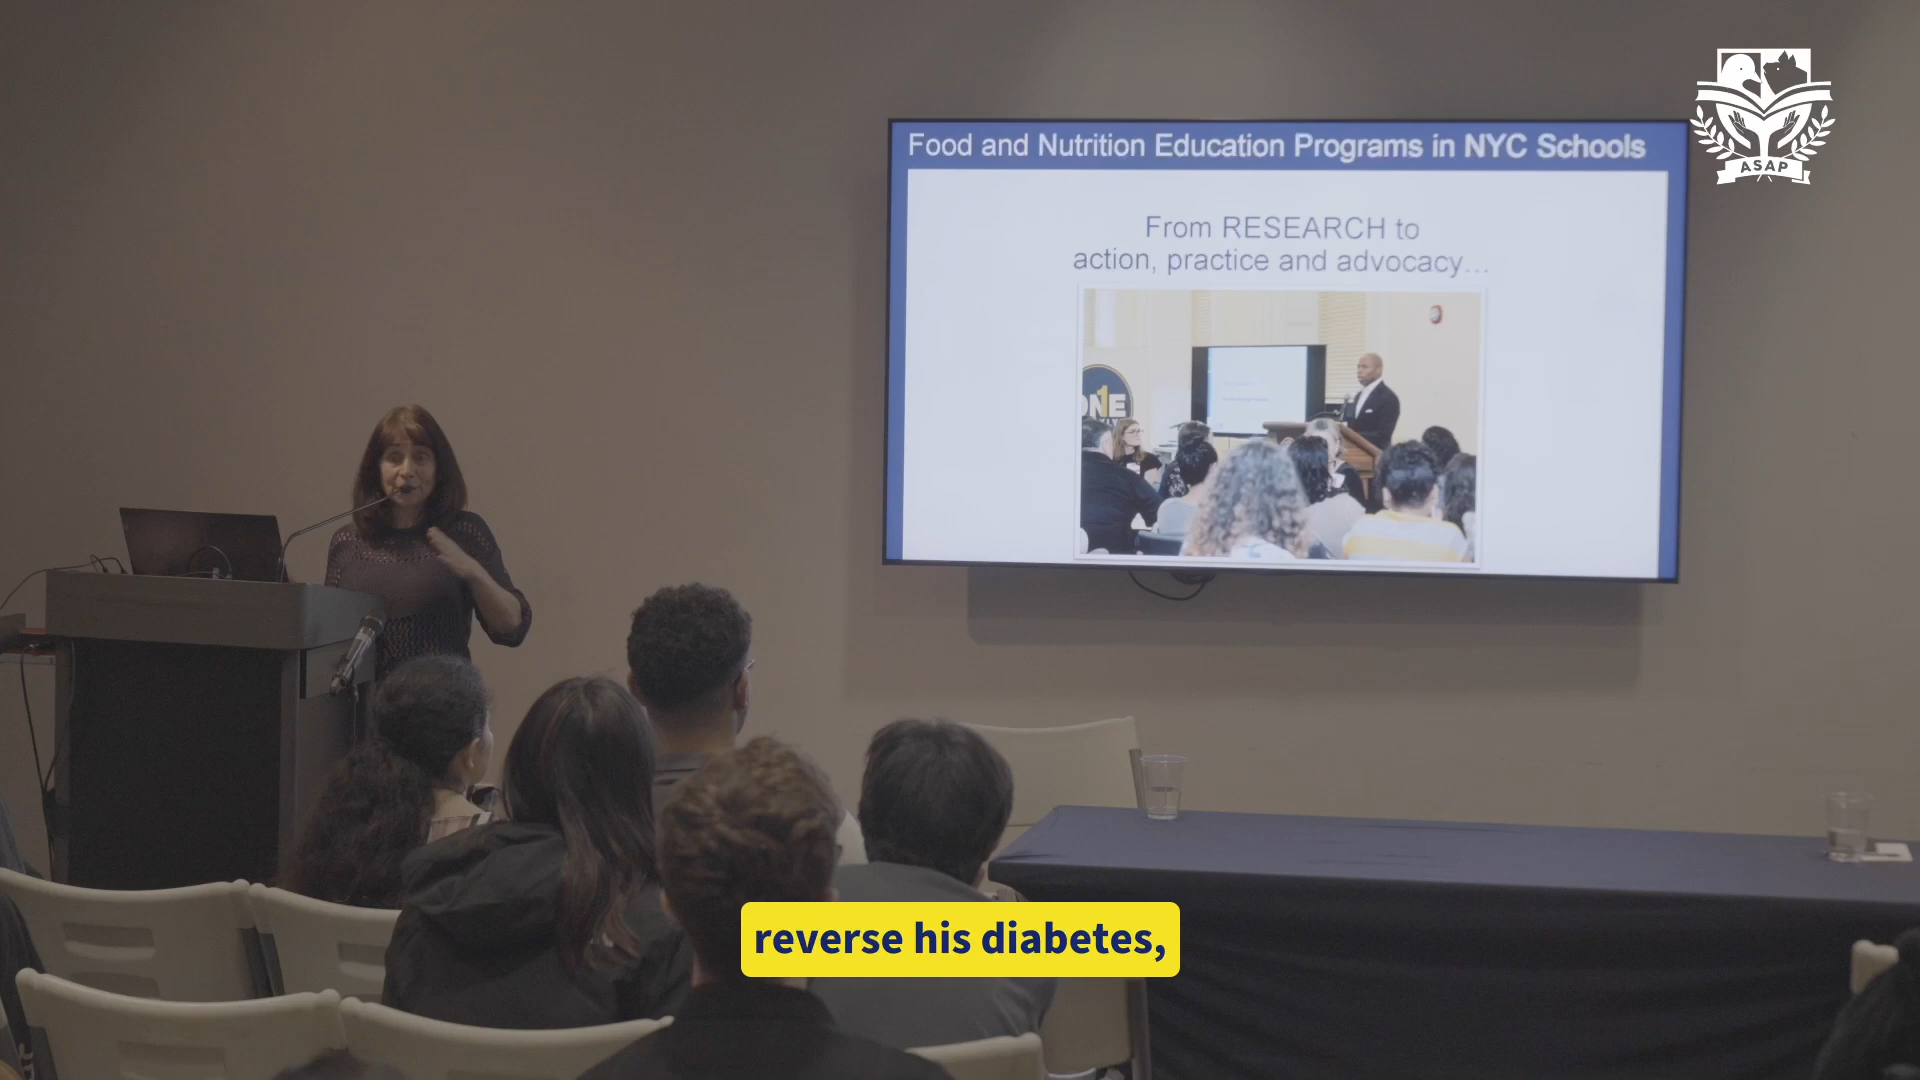 Food and Nutrition Education Programs in NYC Schools
From RESEARCH to
action, practice and advocacy...
ASAP
reverse his diabetes,